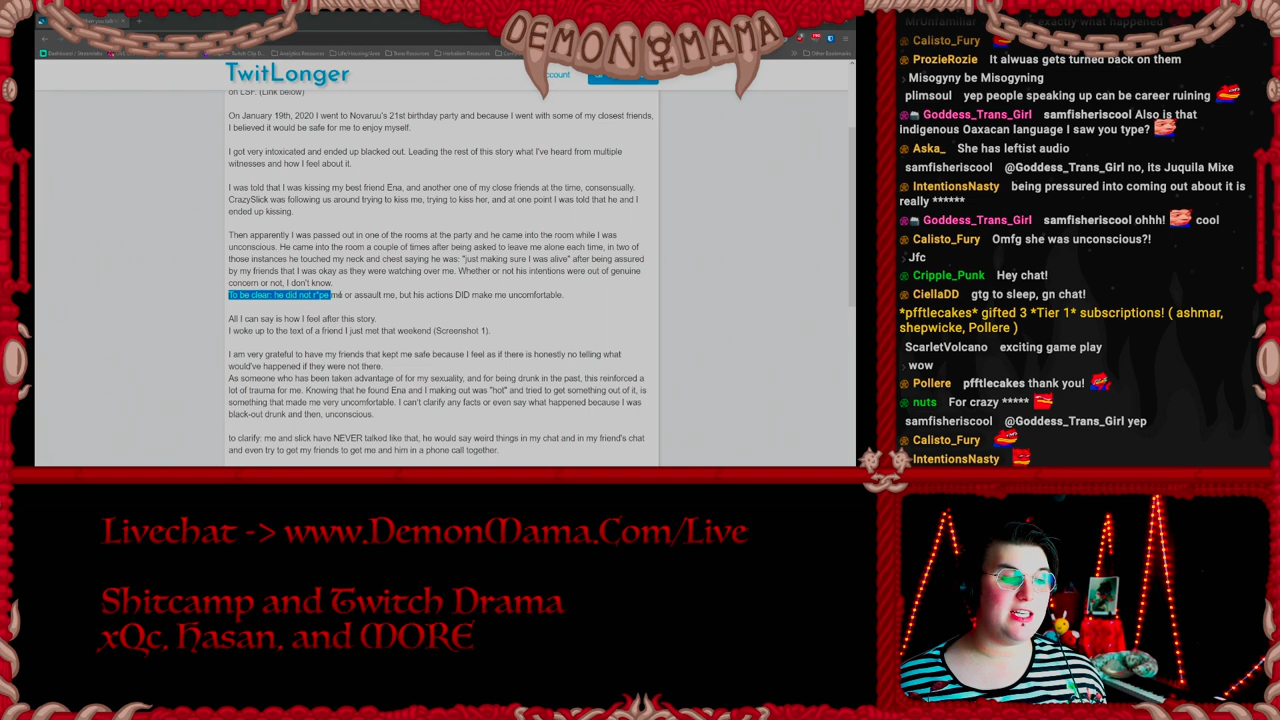 DEMON MAMA
TwitLonger
on LSF. (Link below)
On January 19th, 2020 I went to Novaruu's 21st birthday party and because I went with some of my closest friends,
I believed it would be safe for me to enjoy myself.
I got very intoxicated and ended up blacked out. Leading the rest of this story what I've heard from multiple
witnesses and how I feel about it.
I was told that I was kissing my best friend Ena, and another one of my close friends at the time, consensually.
CrazySlick was following us around trying to kiss me, trying to kiss her, and at one point I was told that he and I
ended up kissing.
Then apparently I was passed out in one of the rooms at the party and he came into the room while I was
unconscious. He came into the room a couple of times after being asked to leave me alone each time, in two of
those instances he touched my neck and chest saying he was: "just making sure I was alive" after being assured
by my friends that I was okay as they were watching over me. Whether or not his intentions were out of genuine
concern or not, I don't know.
To be clear: he did not r*pe me or assault me, but his actions DID make me uncomfortable.
All I can say is how I feel after this story.
I woke up to the text of a friend I just met that weekend (Screenshot 1).
I am very grateful to have my friends that kept me safe because I feel as if there is honestly no telling what
would've happened if they were not there.
As someone who has been taken advantage of for my sexuality, and for being drunk in the past, this reinforced a
lot of trauma for me. Knowing that he found Ena and I making out was "hot" and tried to get something out of it, is
something that made me very uncomfortable. I can't clarify any facts or even say what happened because I was
black-out drunk and then, unconscious.
to clarify: me and slick have NEVER talked like that, he would say weird things in my chat and in my friend's chat
and even try to get my friends to get me and him in a phone call together.
MrUnfamiliar exactly what happened
Calisto_Fury
ProzieRozie It alwuas gets turned back on them
Misogyny be Misogyning
plimsoul yep people speaking up can be career ruining
Goddess_Trans_Girl samfisheriscool Also is that
indigenous Oaxacan language I saw you type?
Aska_ She has leftist audio
samfisheriscool @Goddess_Trans_Girl no, its Juquila Mixe
IntentionsNasty being pressured into coming out about it is
really ******
Goddess_Trans_Girl samfisheriscool ohhh! cool
Calisto_Fury Omfg she was unconscious?!
Jfc
Cripple_Punk Hey chat!
CiellaDD gtg to sleep, gn chat!
*pfftlecakes* gifted 3 *Tier 1* subscriptions! ( ashmar,
shepwicke, Pollere )
ScarletVolcano exciting game play
wow
Pollere pfftlecakes thank you!
nuts For crazy *****
samfisheriscool @Goddess_Trans_Girl yep
Calisto_Fury
IntentionsNasty
Livechat -> www.DemonMama.Com/Live
Shitcamp and Twitch Drama
xQc, Hasan, and MORE